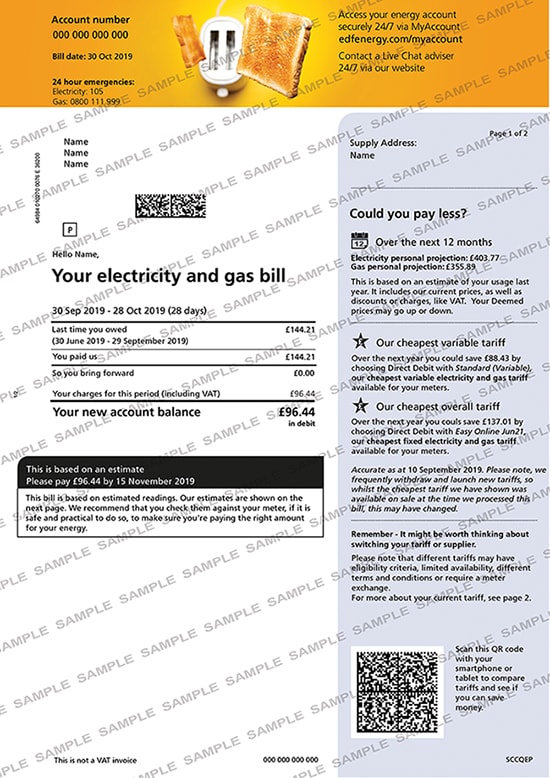 Account number
000 000 000 000
Bill date: 30 Oct 2019
24 hour emergencies:
Electricity: 105
Gas: 0800 111 999
Access your energy account
securely 24/7 via MyAccount
edfenergy.com/myaccount
Contact a Live Chat adviser
24/7 via our website
Name
Name
Name
P
Hello Name,
Your electricity and gas bill
30 Sep 2019 - 28 Oct 2019 (28 days)
Last time you owed £144.21
(30 June 2019 - 29 September 2019)
You paid us £144.21
So you bring forward £0.00
Your charges for this period (including VAT) £96.44
Your new account balance £96.44
in debit
This is based on an estimate
Please pay £96.44 by 15 November 2019
This bill is based on estimated readings. Our estimates are shown on the
next page. We recommend that you check them against your meter, if it is
safe and practical to do so, to make sure you're paying the right amount
for your energy.
This is not a VAT invoice
000 000 000 000
Page 1 of 2
Supply Address:
Name
Could you pay less?
12
Over the next 12 months
Electricity personal projection: £403.77
Gas personal projection: £355.89
This is based on an estimate of your usage last
year. It includes our current prices, as well as
discounts or charges, like VAT. Your Deemed
prices may go up or down.
£
Our cheapest variable tariff
Over the next year you could save £88.43 by
choosing Direct Debit with Standard (Variable),
our cheapest variable electricity and gas tariff
available for your meters.
£
Our cheapest overall tariff
Over the next year you couls save £137.01 by
choosing Direct Debit with Easy Online Jun21,
our cheapest fixed electricity and gas tariff
available for your meters.
Accurate as at 10 September 2019. Please note, we
frequently withdraw and launch new tariffs, so
whilst the cheapest tariff we have shown was
available on sale at the time we processed this
bill, this may have changed.
Remember - It might be worth thinking about
switching your tariff or supplier.
Please note that different tariffs may have
eligibility criteria, limited availability, different
terms and conditions or require a meter
exchange.
For more about your current tariff, see page 2.
Scan this QR code
with your
smartphone or
tablet to compare
tariffs and see if
you can save
money.
SCCQEP
SAMPLE SAMPLE SAMPLE SAMPLE SAMPLE SAMPLE